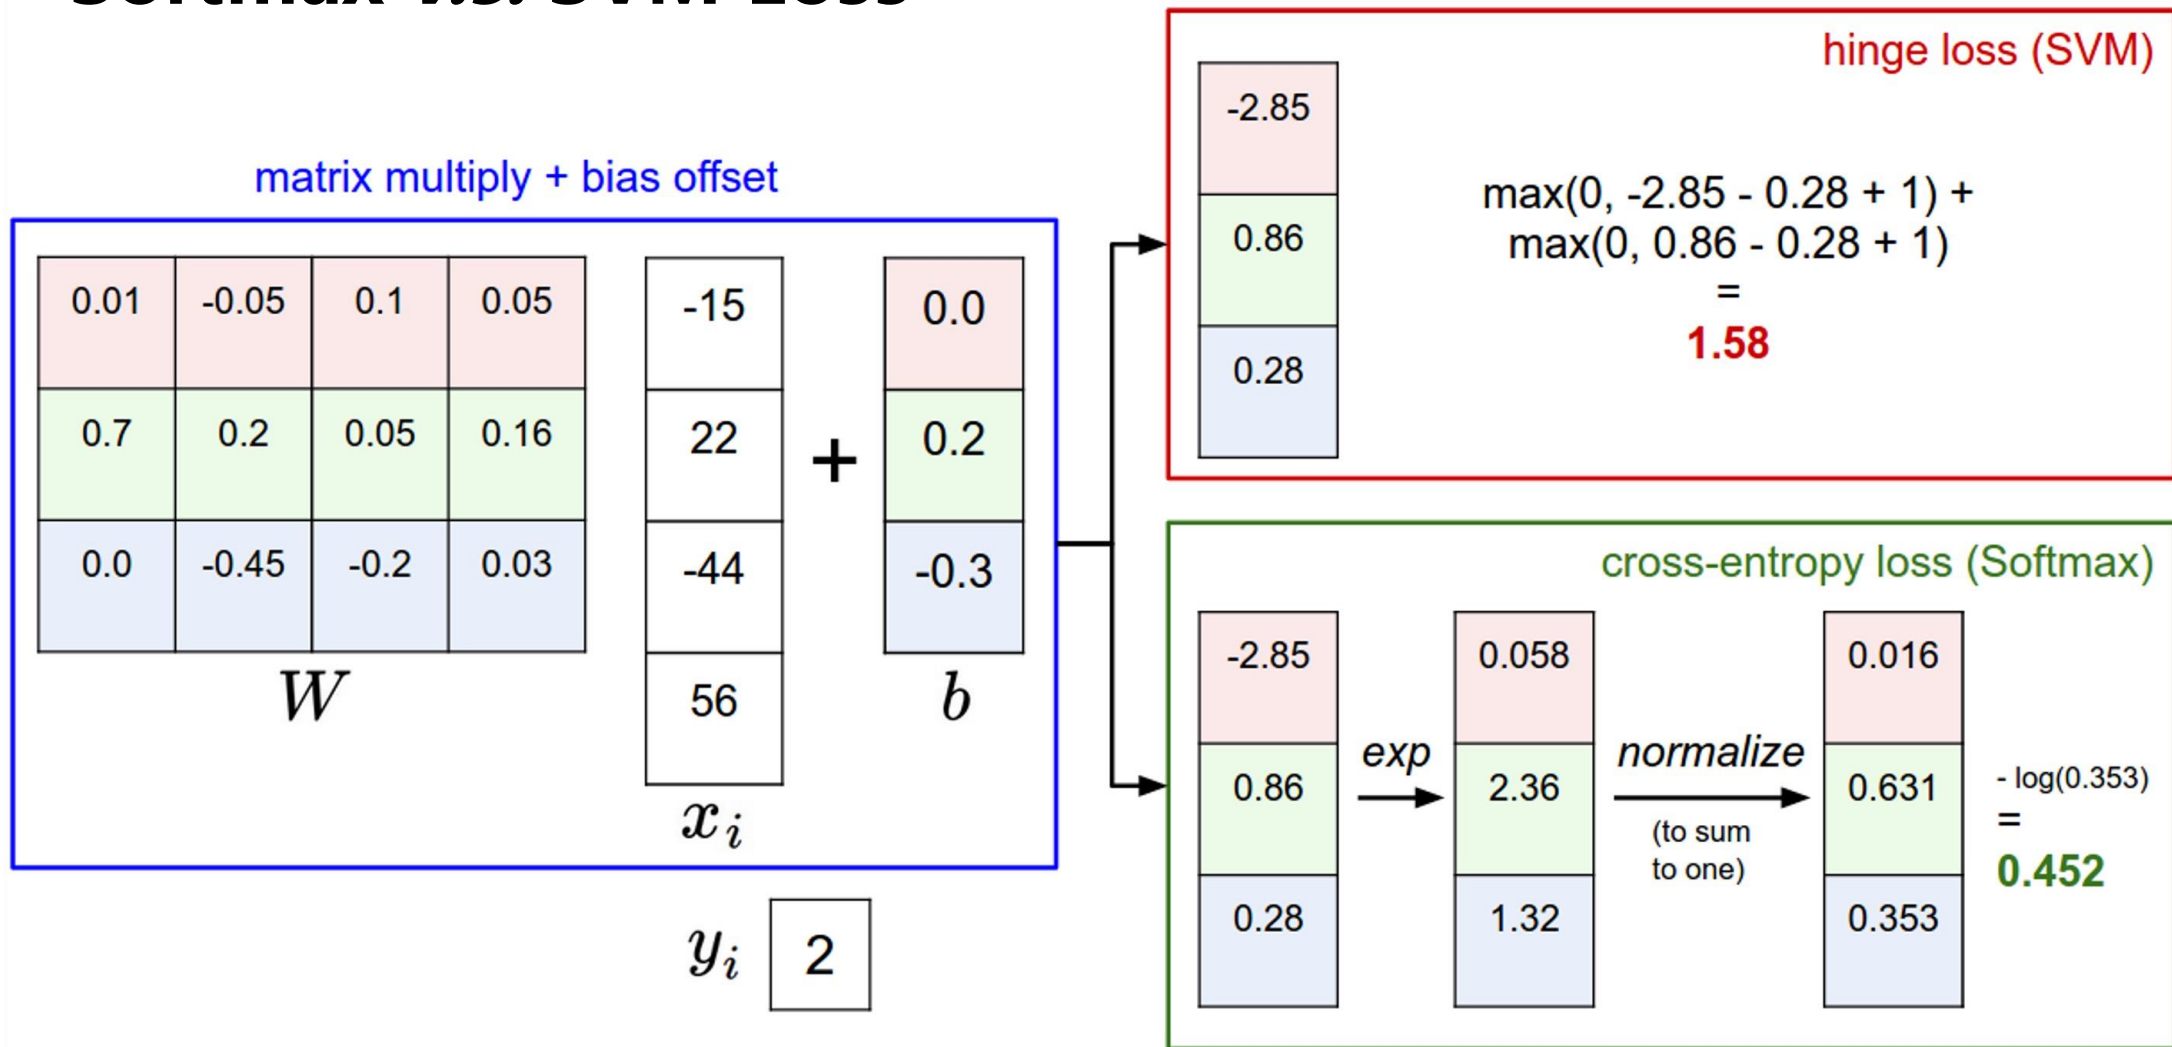 Softmax v.s. SVM Loss
matrix multiply + bias offset
0.01 -0.05 0.1 0.05
0.7 0.2 0.05 0.16
0.0 -0.45 -0.2 0.03
W
-15
22
-44
56
x i
+
0.0
0.2
-0.3
b
y i 2
hinge loss (SVM)
-2.85
0.86
0.28
max(0, -2.85 - 0.28 + 1) +
max(0, 0.86 - 0.28 + 1)
=
1.58
cross-entropy loss (Softmax)
-2.85
0.86
0.28
exp
0.058
2.36
1.32
normalize
(to sum
to one)
0.016
0.631
0.353
- log(0.353)
=
0.452